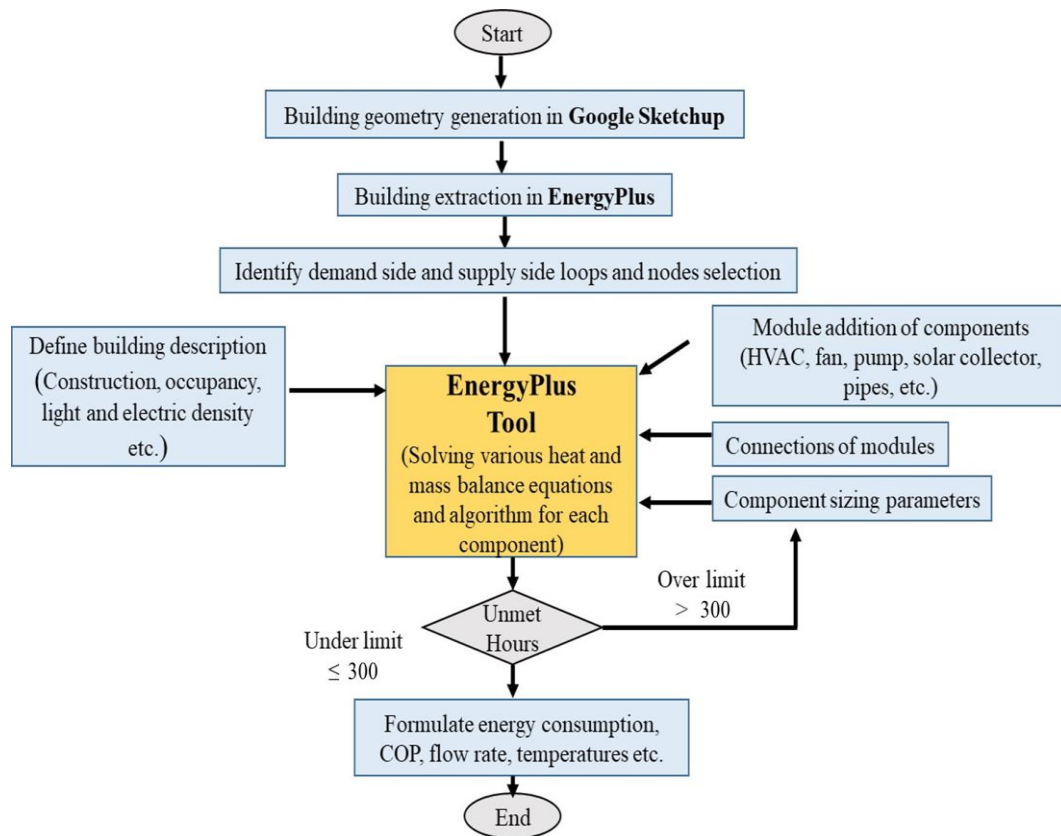 Start
Building geometry generation in Google Sketchup
Building extraction in EnergyPlus
Identify demand side and supply side loops and nodes selection
Define building description
(Construction, occupancy,
light and electric density
etc.)
Module addition of components
(HVAC, fan, pump, solar collector,
pipes, etc.)
EnergyPlus
Tool
(Solving various heat and
mass balance equations
and algorithm for each
component)
Connections of modules
Component sizing parameters
Over limit
> 300
Unmet
Hours
Under limit
≤ 300
Formulate energy consumption,
COP, flow rate, temperatures etc.
End